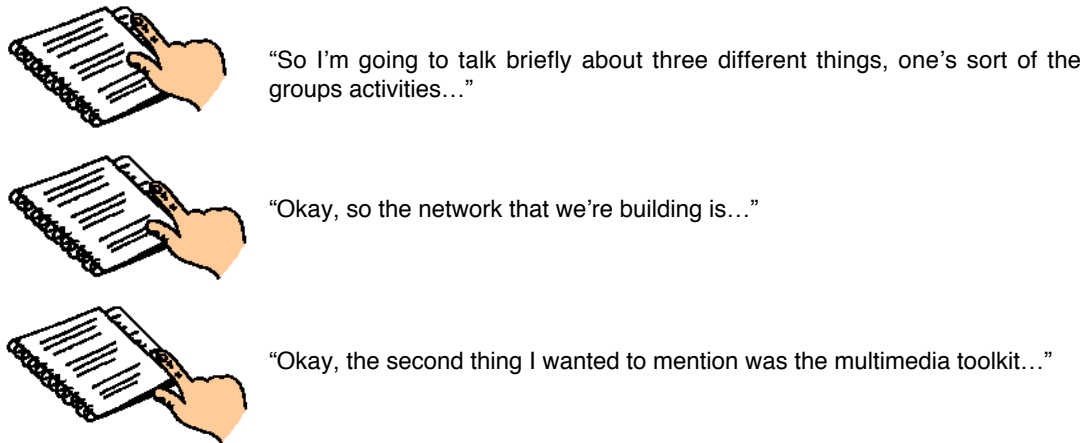 “So I’m going to talk briefly about three different things, one’s sort of the
groups activities…”
“Okay, so the network that we’re building is…”
“Okay, the second thing I wanted to mention was the multimedia toolkit…”